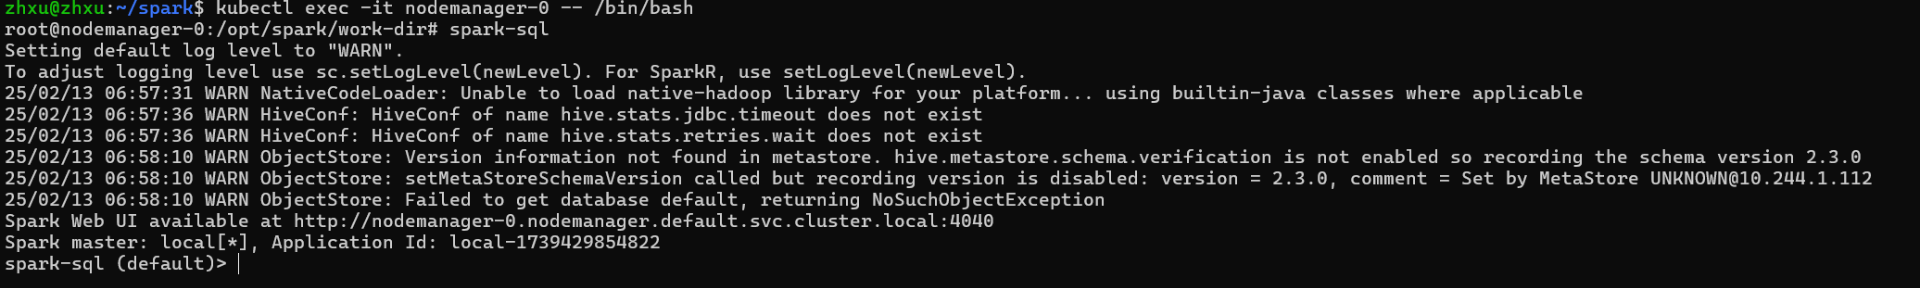 zhxu@zhxu:~/spark$ kubectl exec -it nodemanager-0 -- /bin/bash
root@nodemanager-0:/opt/spark/work-dir# spark-sql
Setting default log level to "WARN".
To adjust logging level use sc.setLogLevel(newLevel). For SparkR, use setLogLevel(newLevel).
25/02/13 06:57:31 WARN NativeCodeLoader: Unable to load native-hadoop library for your platform... using builtin-java classes where applicable
25/02/13 06:57:36 WARN HiveConf: HiveConf of name hive.stats.jdbc.timeout does not exist
25/02/13 06:57:36 WARN HiveConf: HiveConf of name hive.stats.retries.wait does not exist
25/02/13 06:58:10 WARN ObjectStore: Version information not found in metastore. hive.metastore.schema.verification is not enabled so recording the schema version 2.3.0
25/02/13 06:58:10 WARN ObjectStore: setMetaStoreSchemaVersion called but recording version is disabled: version = 2.3.0, comment = Set by MetaStore UNKNOWN@10.244.1.112
25/02/13 06:58:10 WARN ObjectStore: Failed to get database default, returning NoSuchObjectException
Spark Web UI available at http://nodemanager-0.nodemanager.default.svc.cluster.local:4040
Spark master: local[*], Application Id: local-1739429854822
spark-sql (default)>